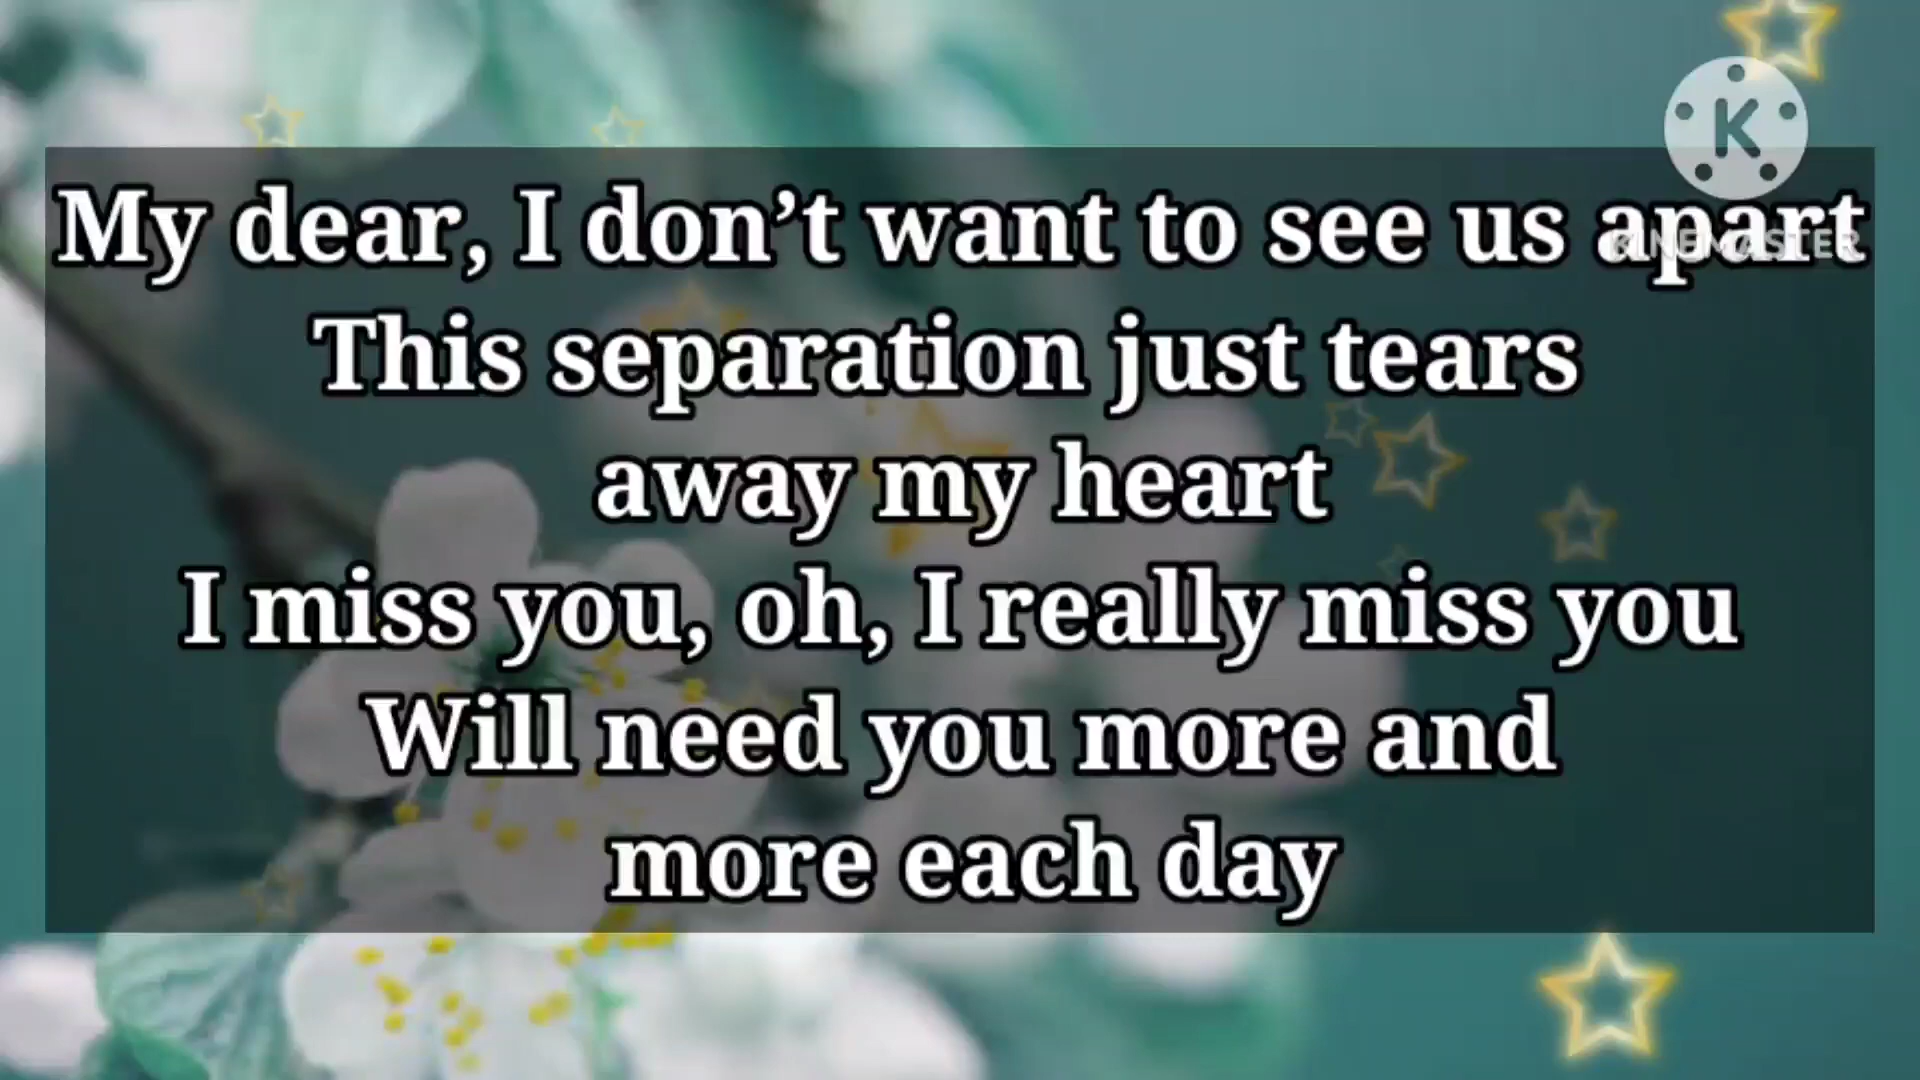 K
KINEMASTER
My dear, I don’t want to see us apart
This separation just tears
away my heart
I miss you, oh, I really miss you
Will need you more and
more each day